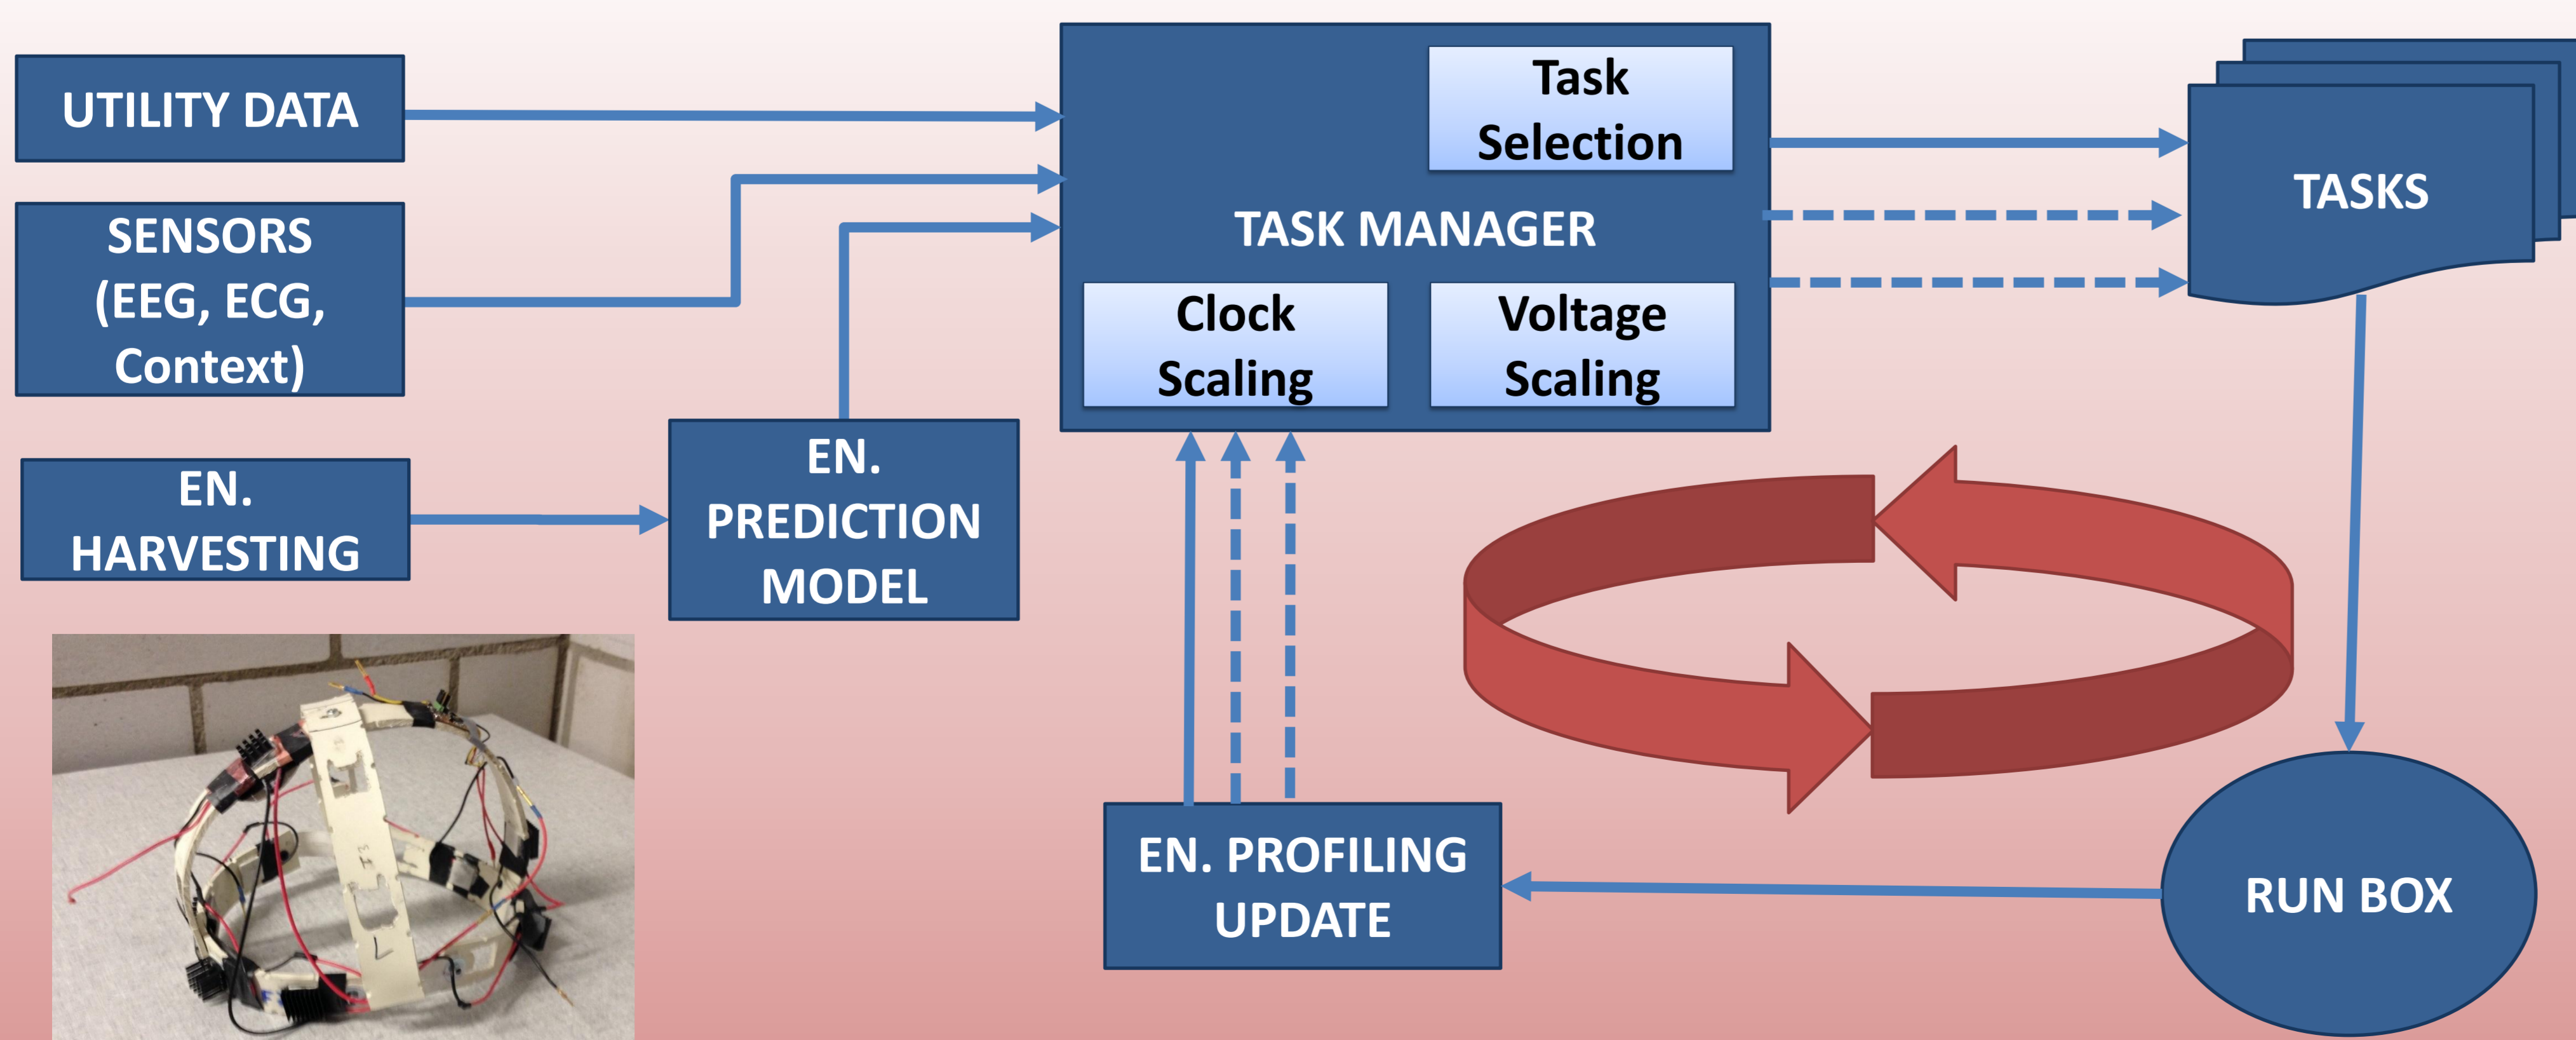 UTILITY DATA
SENSORS
(EEG, ECG,
Context)
EN.
HARVESTING
EN.
PREDICTION
MODEL
Task
Selection
TASK MANAGER
Clock
Scaling
Voltage
Scaling
TASKS
EN. PROFILING
UPDATE
RUN BOX